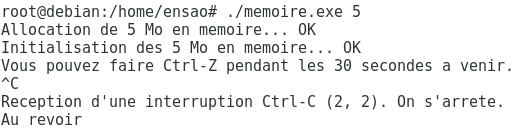 root@debian:/home/ensao# ./memoire.exe 5
Allocation de 5 Mo en memoire... OK
Initialisation des 5 Mo en memoire... OK
Vous pouvez faire Ctrl-Z pendant les 30 secondes a venir.
^C
Reception d'une interruption Ctrl-C (2, 2). On s'arrete.
Au revoir